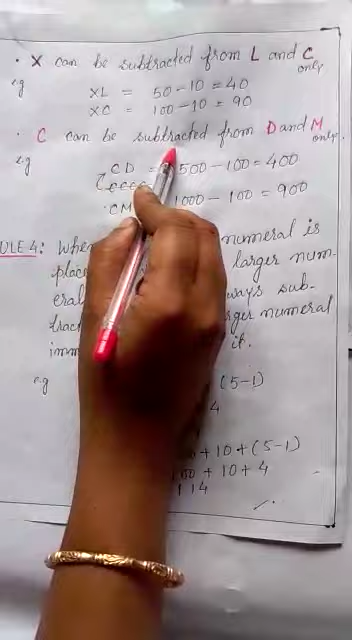 · X can be subtracted from L and C only
eg XL = 50 - 10 = 40
XC = 100 - 10 = 90
· C can be subtracted from D and M only.
eg CD = 500 - 100 = 400
CM 1000 - 100 = 900
ULE 4: numeral is
larger num-
eral ways sub-
tract ger numeral
imm it.
eg (5-1)
4
+ 10 + (5-1)
100 + 10 + 4
114